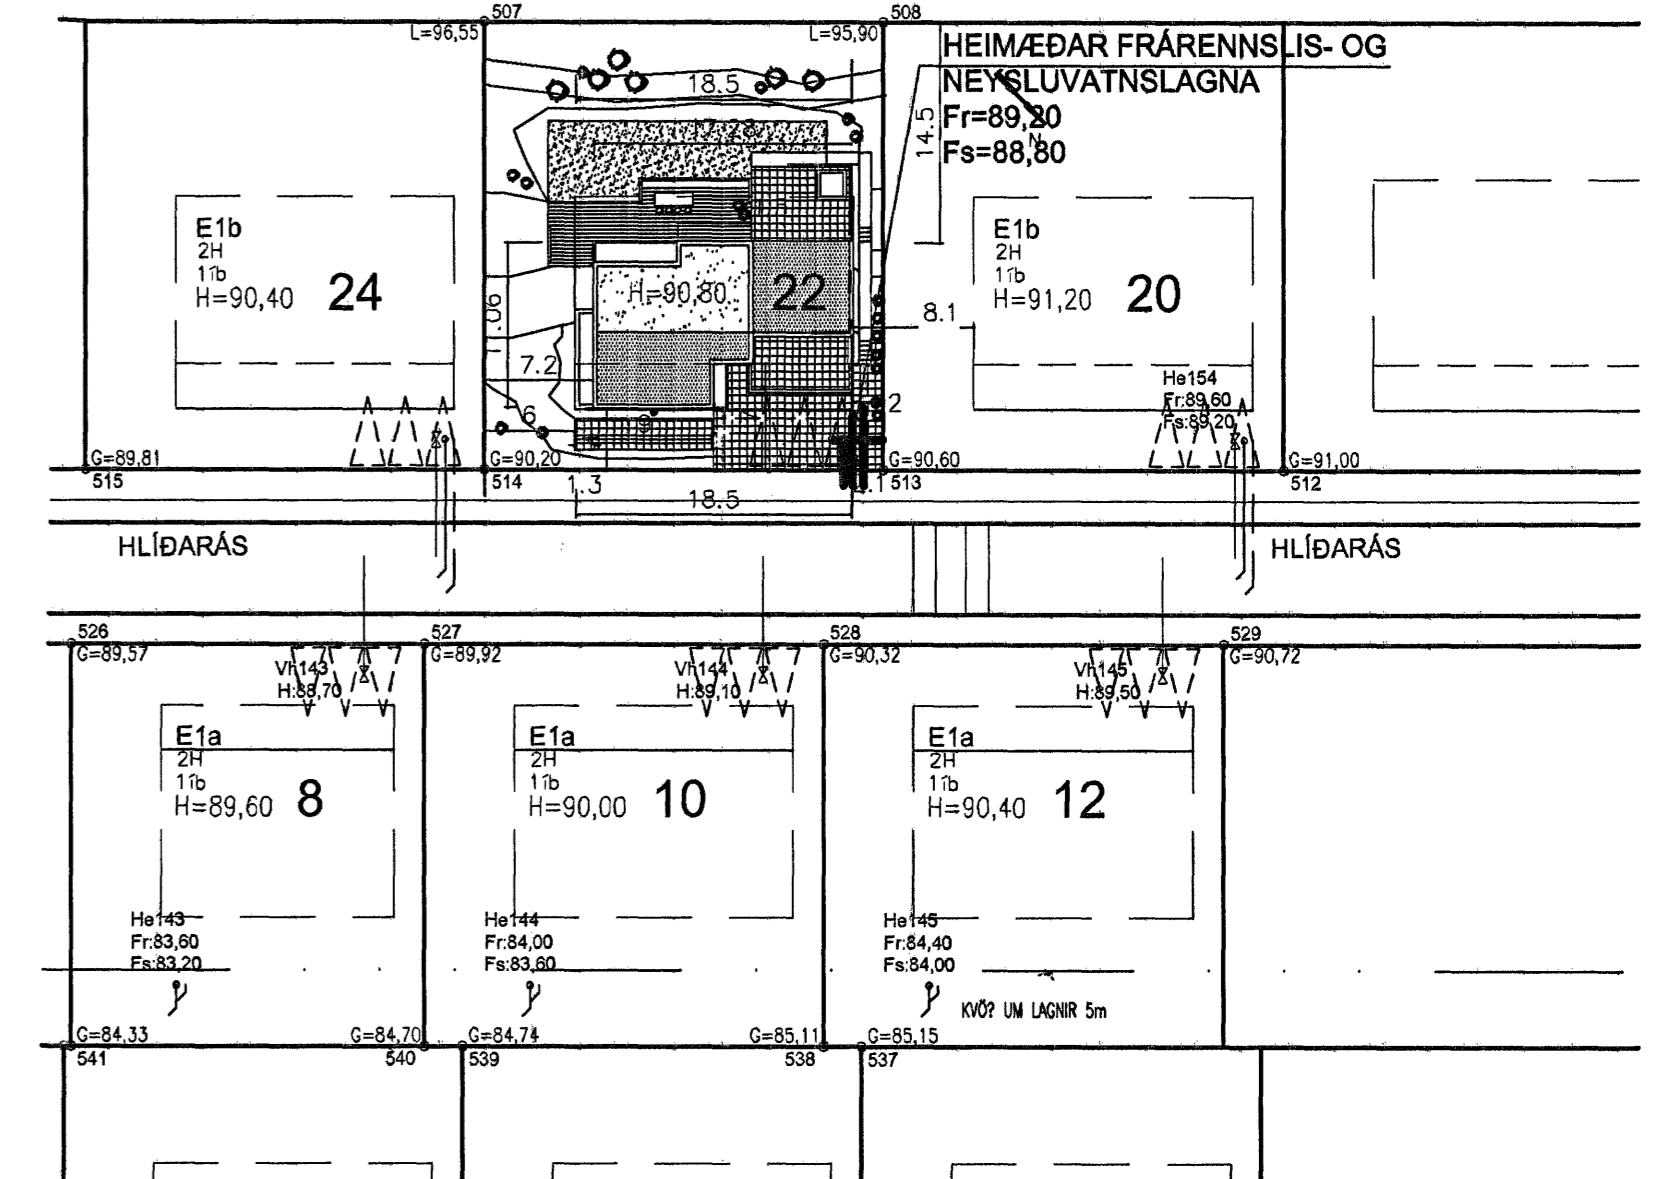 507
508
L=96,55
L=95,90
HEIMÆÐAR FRÁRENNSLIS- OG
NEYSLUVATNSLAGNA
Fr=89,20
Fs=88,80
N
18.5
17.28
14.5
E1b
2H
1íb
H=90,40
24
H=90,80
22
E1b
2H
1íb
H=91,20
20
8.1
7.2
6
2
He154
Fr:89,60
Fs:89,20
G=89,81
515
G=90,20
514
G=90,60
513
G=91,00
512
1.3
18.5
HLÍÐARÁS
HLÍÐARÁS
526
G=89,57
527
G=89,92
528
G=90,32
529
G=90,72
Vh143
H:88,70
Vh144
H:89,10
Vh145
H:89,50
E1a
2H
1íb
H=89,60
8
E1a
2H
1íb
H=90,00
10
E1a
2H
1íb
H=90,40
12
He143
Fr:83,60
Fs:83,20
He144
Fr:84,00
Fs:83,60
He145
Fr:84,40
Fs:84,00
KVÖ? UM LAGNIR 5m
G=84,33
541
G=84,70
540
G=84,74
539
G=85,11
538
G=85,15
537